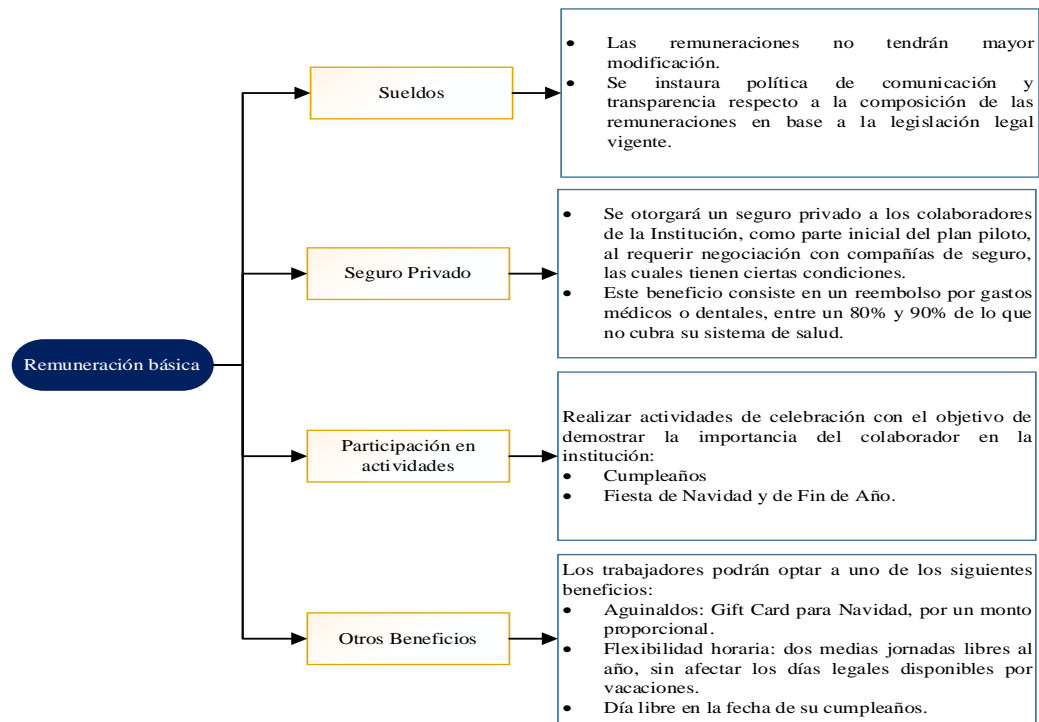 Remuneración básica
Sueldos
• Las remuneraciones no tendrán mayor
modificación.
• Se instaura política de comunicación y
transparencia respecto a la composición de las
remuneraciones en base a la legislación legal
vigente.
Seguro Privado
• Se otorgará un seguro privado a los colaboradores
de la Institución, como parte inicial del plan piloto,
al requerir negociación con compañías de seguro,
las cuales tienen ciertas condiciones.
• Este beneficio consiste en un reembolso por gastos
médicos o dentales, entre un 80% y 90% de lo que
no cubra su sistema de salud.
Participación en
actividades
Realizar actividades de celebración con el objetivo de
demostrar la importancia del colaborador en la
institución:
• Cumpleaños
• Fiesta de Navidad y de Fin de Año.
Otros Beneficios
Los trabajadores podrán optar a uno de los siguientes
beneficios:
• Aguinaldos: Gift Card para Navidad, por un monto
proporcional.
• Flexibilidad horaria: dos medias jornadas libres al
año, sin afectar los días legales disponibles por
vacaciones.
• Día libre en la fecha de su cumpleaños.